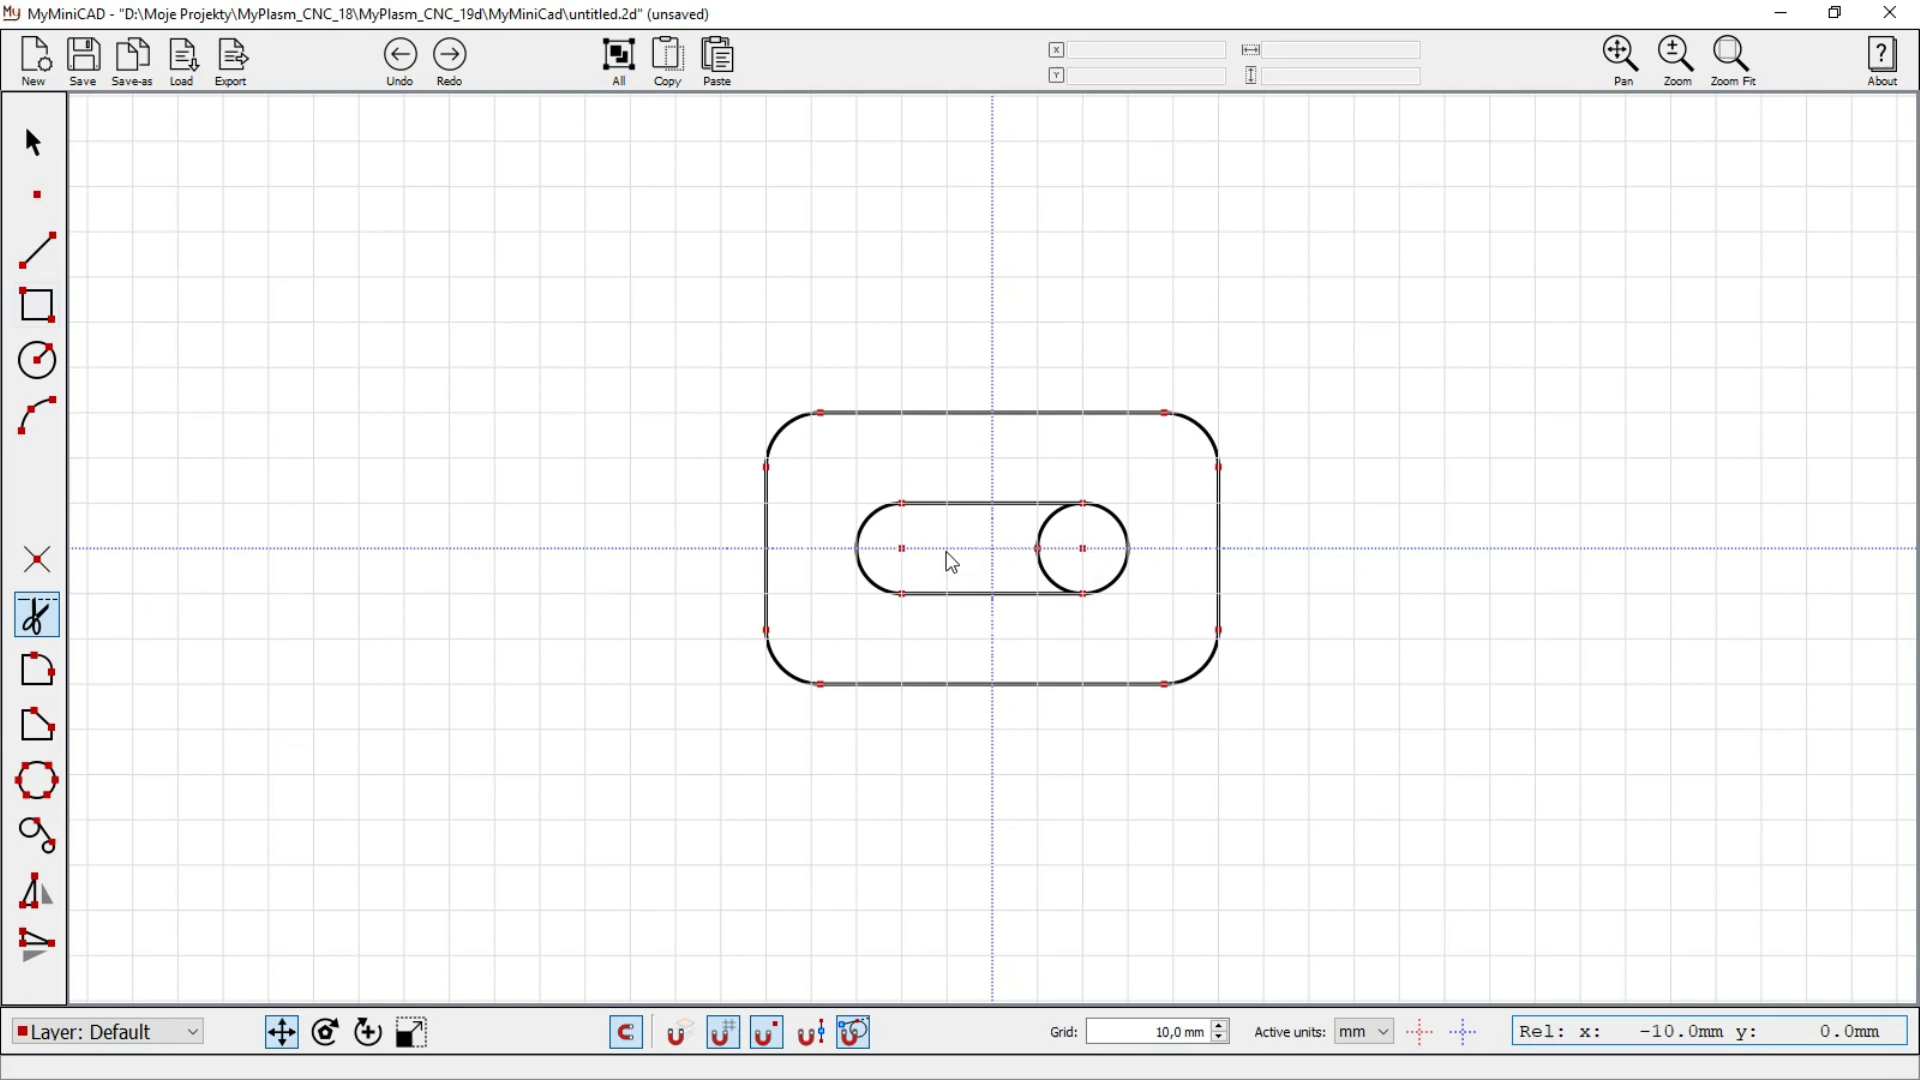 My MyMiniCAD - "D:\Moje Projekty\MyPlasm_CNC_18\MyPlasm_CNC_19d\MyMiniCad\untitled.2d" (unsaved)
New Save Save-as Load Export Undo Redo All Copy Paste Pan Zoom Zoom Fit About
X
Y
?
Layer: Default Grid: 10,0 mm Active units: mm Rel: x: -10.0mm y: 0.0mm